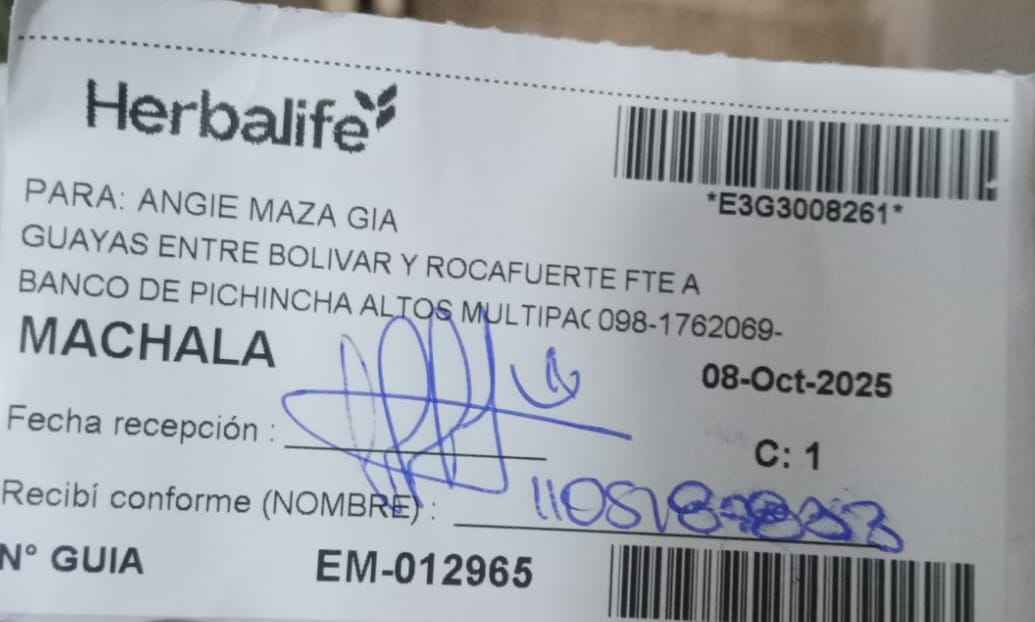 Herbalife
*E3G3008261*
PARA: ANGIE MAZA GIA
GUAYAS ENTRE BOLIVAR Y ROCAFUERTE FTE A
BANCO DE PICHINCHA ALTOS MULTIPAC 098-1762069-
MACHALA
08-Oct-2025
Fecha recepción :
C: 1
Recibí conforme (NOMBRE) :
N° GUIA EM-012965